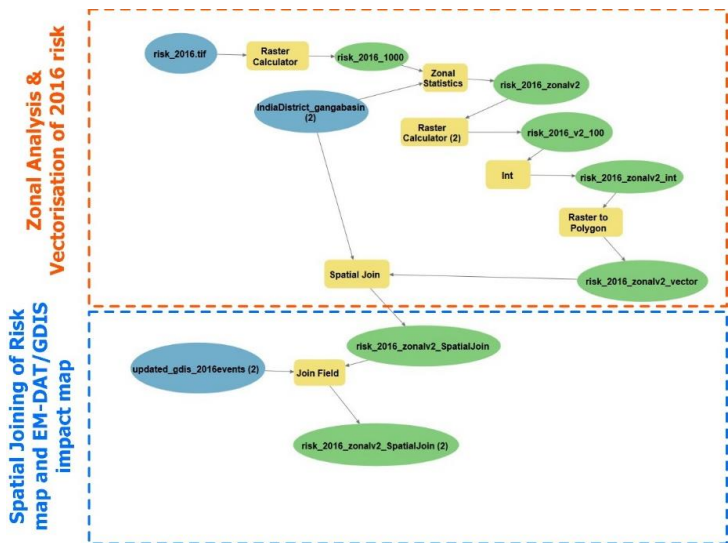 Zonal Analysis &
Vectorisation of 2016 risk
risk_2016.tif
Raster
Calculator
risk_2016_1000
Zonal
Statistics
risk_2016_zonalv2
IndiaDistrict_gangabasin
(2)
Raster
Calculator (2)
risk_2016_v2_100
Int
risk_2016_zonalv2_int
Raster to
Polygon
Spatial Join
risk_2016_zonalv2_vector
Spatial Joining of Risk
map and EM-DAT/GDIS
impact map
risk_2016_zonalv2_SpatialJoin
updated_gdis_2016events (2)
Join Field
risk_2016_zonalv2_SpatialJoin (2)